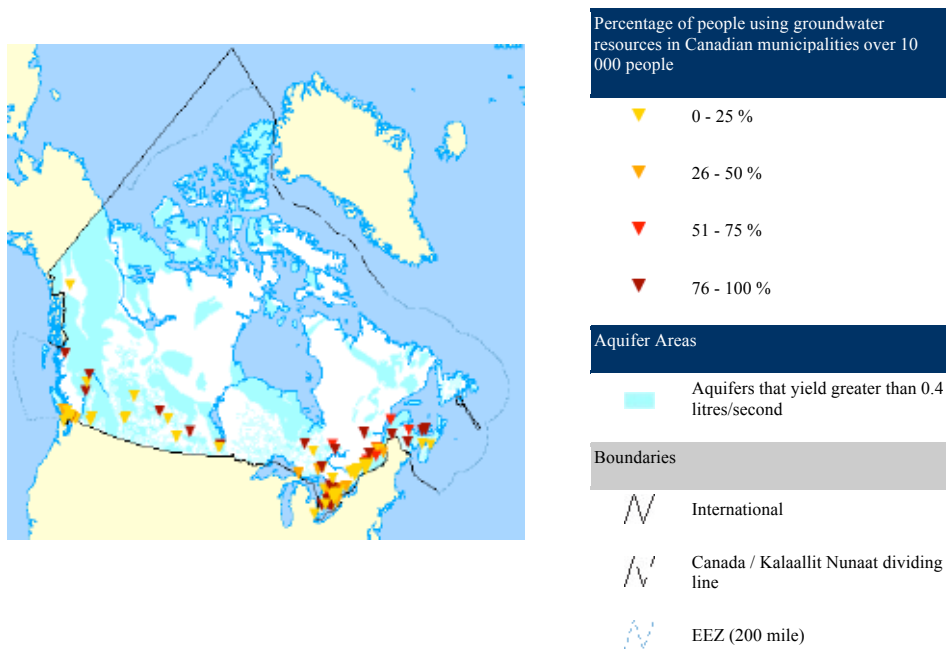 Percentage of people using groundwater
resources in Canadian municipalities over 10
000 people
0 - 25 %
26 - 50 %
51 - 75 %
76 - 100 %
Aquifer Areas
Aquifers that yield greater than 0.4
litres/second
Boundaries
International
Canada / Kalaallit Nunaat dividing
line
EEZ (200 mile)